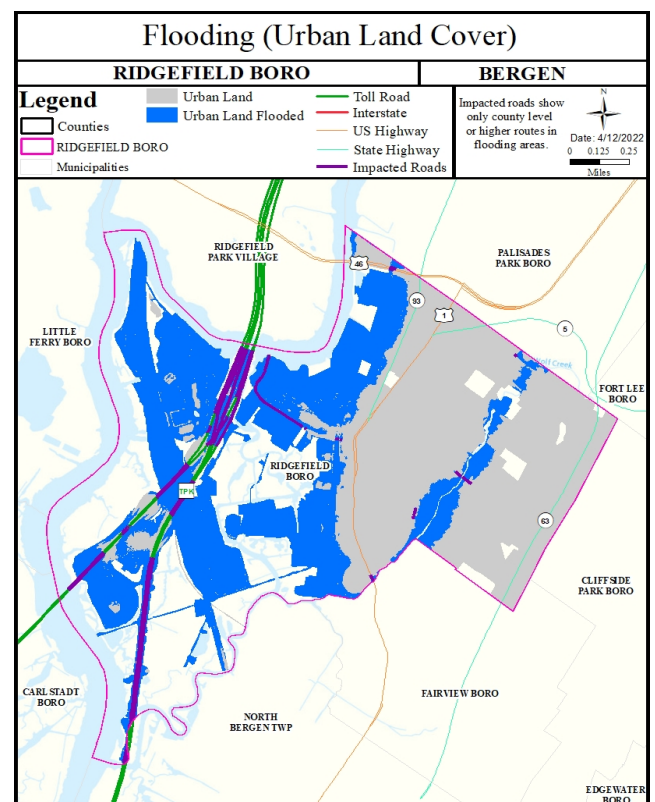 Flooding (Urban Land Cover)
RIDGEFIELD BORO
BERGEN
Legend
Counties
RIDGEFIELD BORO
Municipalities
Urban Land
Urban Land Flooded
Toll Road
Interstate
US Highway
State Highway
Impacted Roads
Impacted roads show
only county level
or higher routes in
flooding areas.
N
Date: 4/12/2022
0 0.125 0.25
Miles
RIDGEFIELD
PARK VILLAGE
PALISADES
PARK BORO
46
93
1
5
LITTLE
FERRY BORO
FORT LEE
BORO
RIDGEFIELD
BORO
TPK
63
CLIFFSIDE
PARK BORO
CARLSTADT
BORO
FAIRVIEW BORO
NORTH
BERGEN TWP
EDGEWATER
BORO